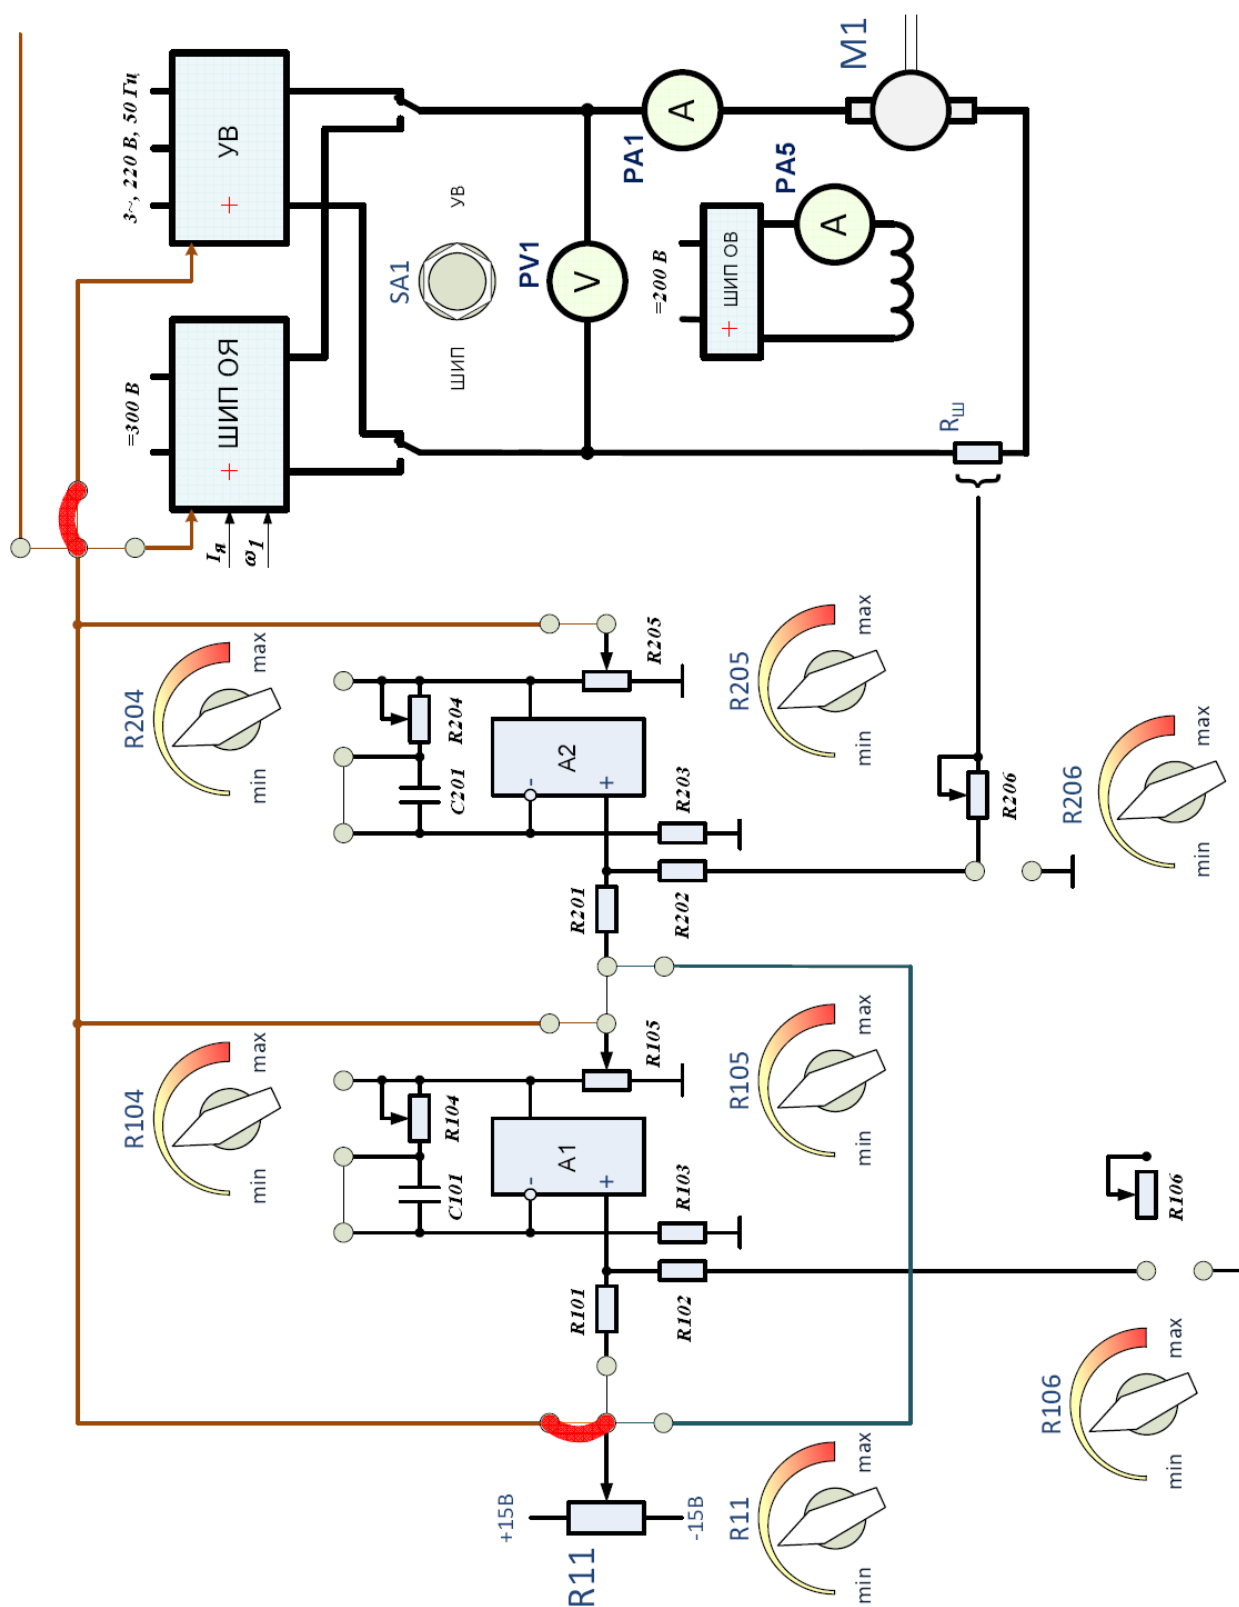 3~, 220 В, 50 Гц
УВ
+
=300 В
ШИП ОЯ
+
Iя
ω1
SA1
УВ
ШИП
PV1
V
PA1
A
M1
PA5
A
=200 В
ШИП ОВ
+
Rш
R204
max
min
R204
C201
A2
-
+
R205
R203
R202
R201
R205
max
min
R206
R206
max
min
R104
max
min
R104
C101
A1
-
+
R105
R103
R102
R101
R105
max
min
R106
R106
max
min
+15В
-15В
R11
R11
max
min